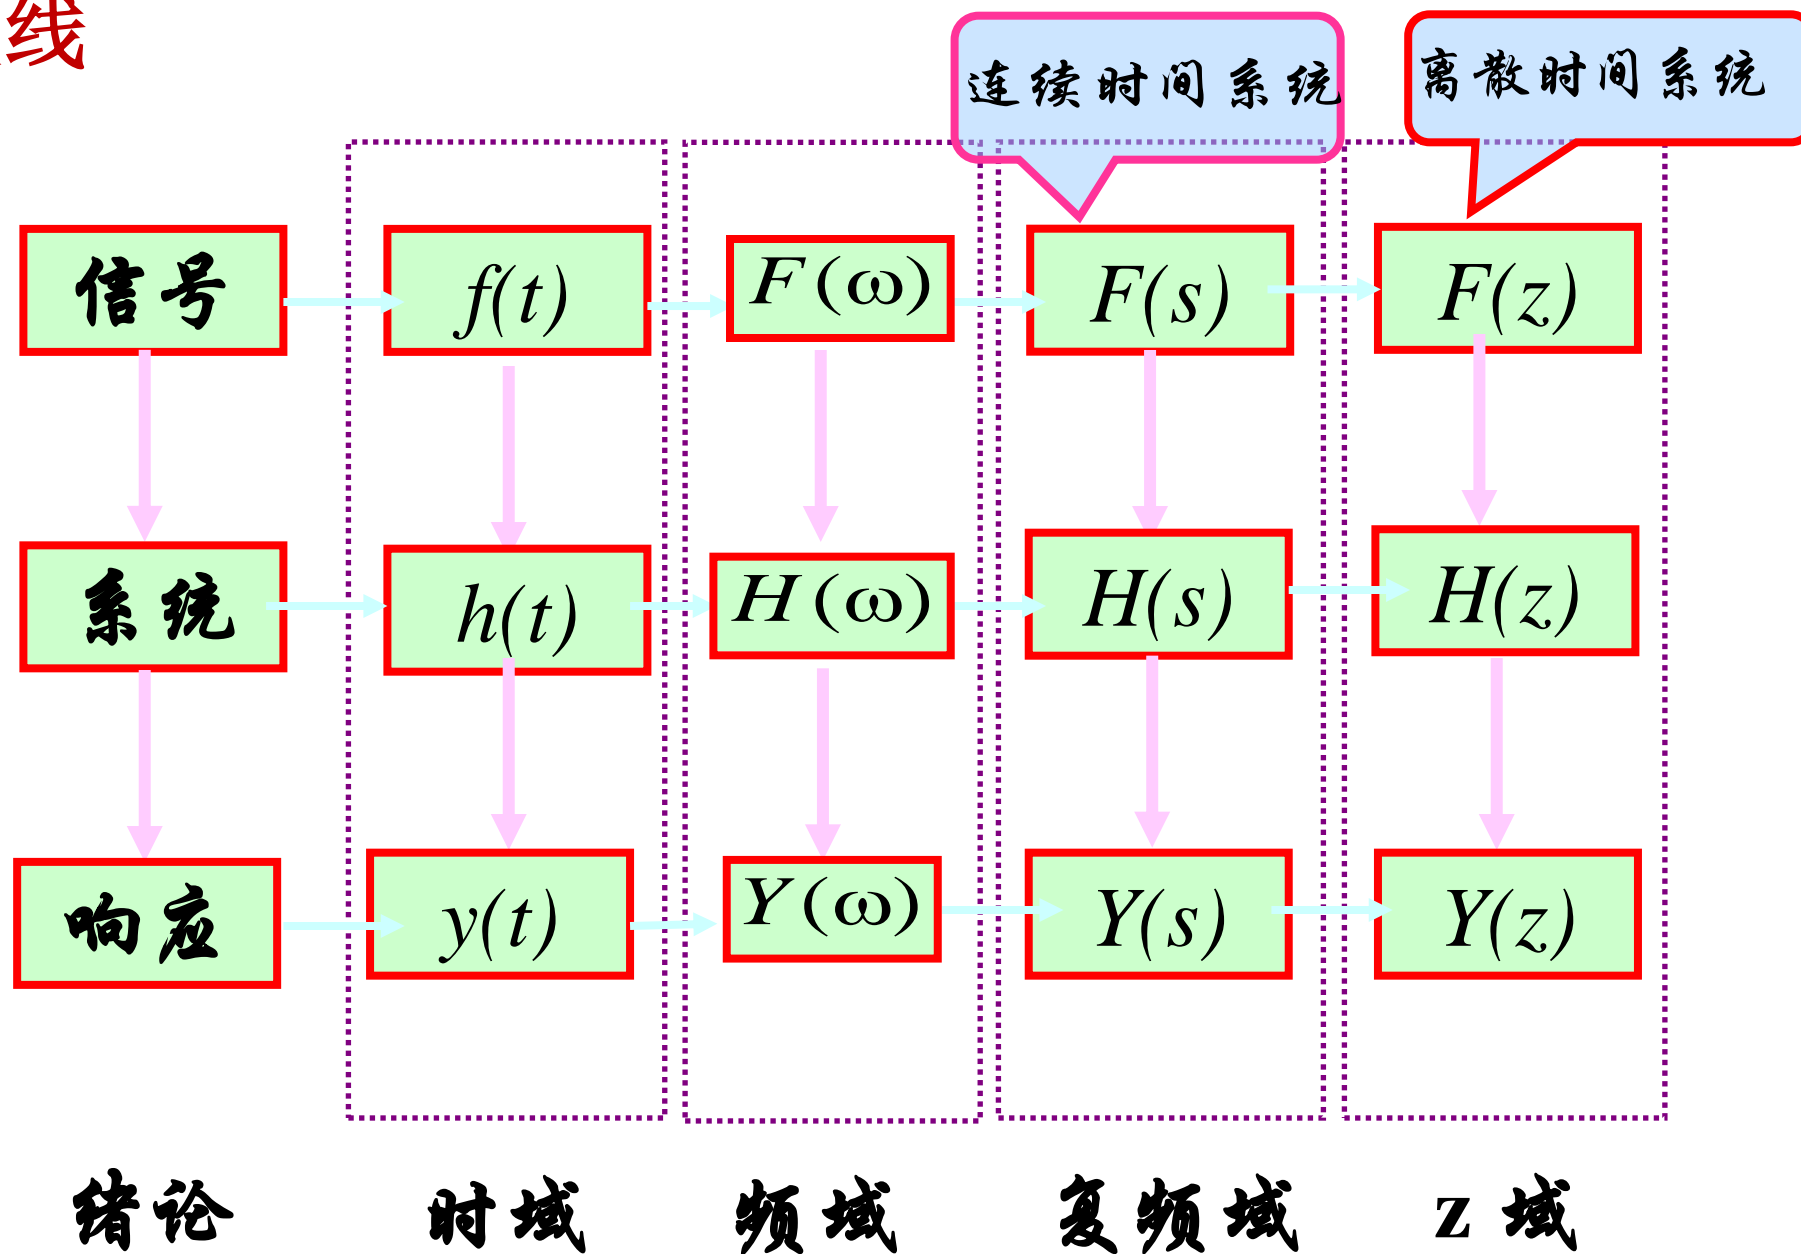 线
连续时间系统
离散时间系统
信号
f(t)
F(ω)
F(s)
F(z)
系统
h(t)
H(ω)
H(s)
H(z)
响应
y(t)
Y(ω)
Y(s)
Y(z)
绪论
时域
频域
复频域
z 域